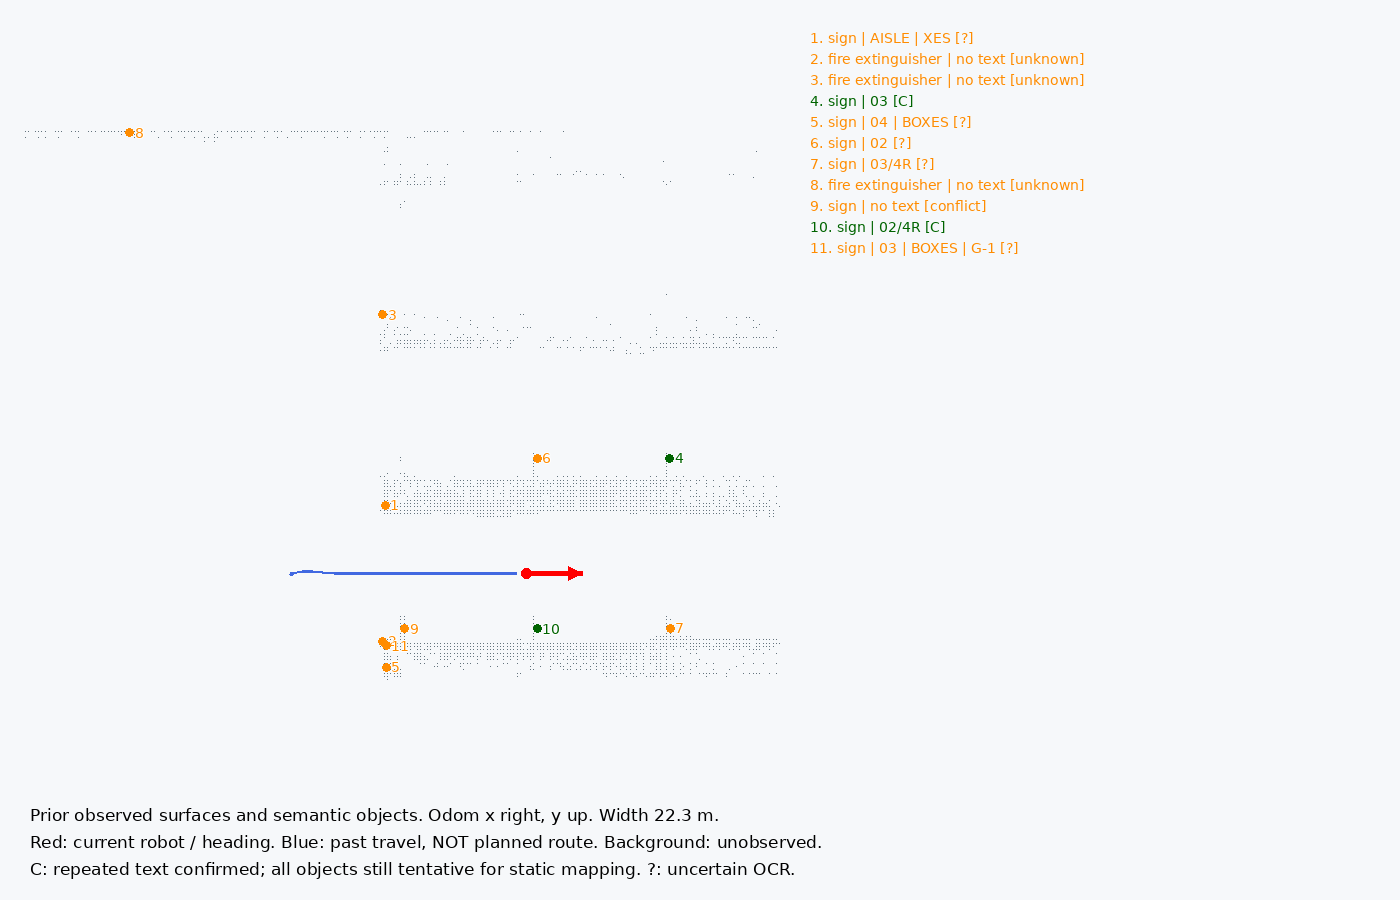 1. sign | AISLE | XES [?]
2. fire extinguisher | no text [unknown]
3. fire extinguisher | no text [unknown]
4. sign | 03 [C]
5. sign | 04 | BOXES [?]
6. sign | 02 [?]
7. sign | 03/4R [?]
8. fire extinguisher | no text [unknown]
9. sign | no text [conflict]
10. sign | 02/4R [C]
11. sign | 03 | BOXES | G-1 [?]
8
3
6
4
1
9
10
7
2
11
5
Prior observed surfaces and semantic objects. Odom x right, y up. Width 22.3 m.
Red: current robot / heading. Blue: past travel, NOT planned route. Background: unobserved.
C: repeated text confirmed; all objects still tentative for static mapping. ?: uncertain OCR.